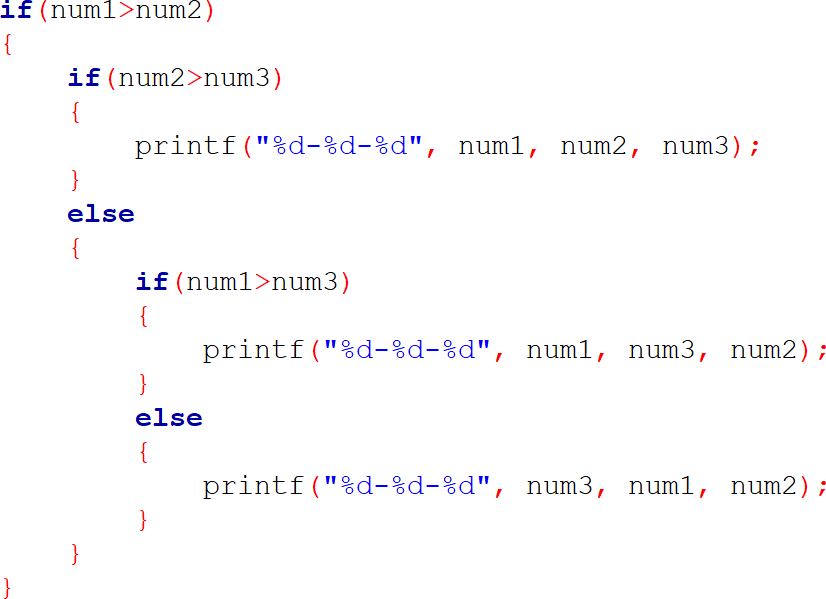 if(num1>num2)
{
    if(num2>num3)
    {
        printf("%d-%d-%d", num1, num2, num3);
    }
    else
    {
        if(num1>num3)
        {
            printf("%d-%d-%d", num1, num3, num2);
        }
        else
        {
            printf("%d-%d-%d", num3, num1, num2);
        }
    }
}